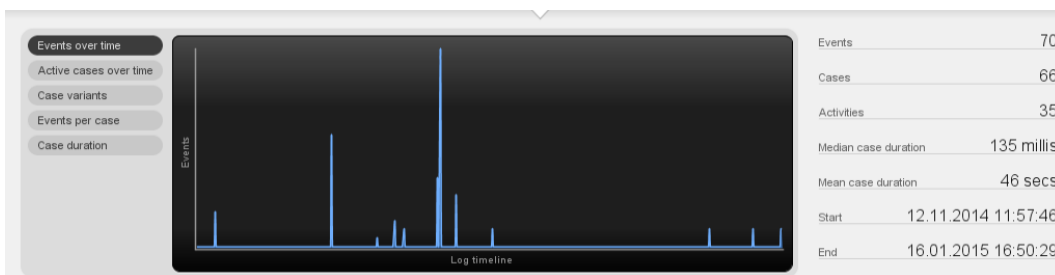 Events over time
Active cases over time
Case variants
Events per case
Case duration
Events
Log timeline
Events 70
Cases 66
Activities 35
Median case duration 135 millis
Mean case duration 46 secs
Start 12.11.2014 11:57:46
End 16.01.2015 16:50:29